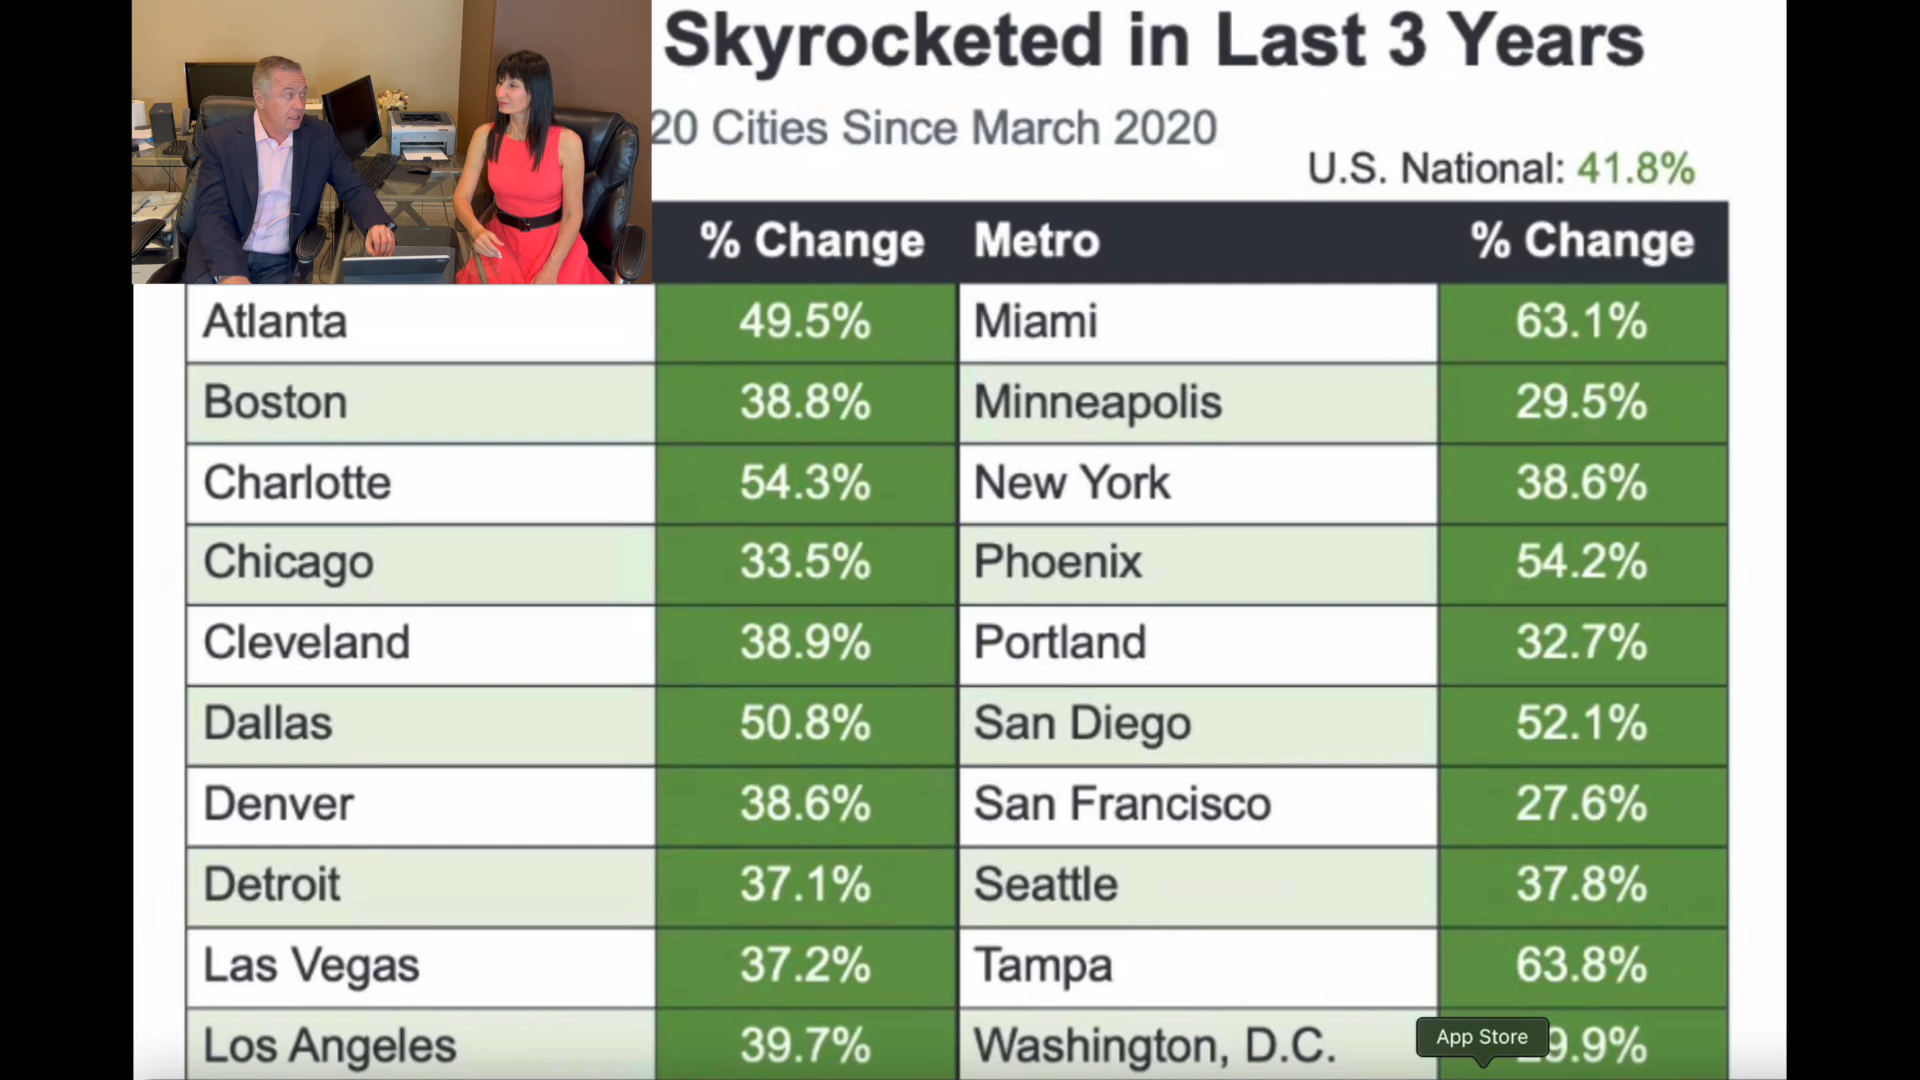 Skyrocketed in Last 3 Years
20 Cities Since March 2020
U.S. National: 41.8%
% Change Metro % Change
Atlanta 49.5% Miami 63.1%
Boston 38.8% Minneapolis 29.5%
Charlotte 54.3% New York 38.6%
Chicago 33.5% Phoenix 54.2%
Cleveland 38.9% Portland 32.7%
Dallas 50.8% San Diego 52.1%
Denver 38.6% San Francisco 27.6%
Detroit 37.1% Seattle 37.8%
Las Vegas 37.2% Tampa 63.8%
Los Angeles 39.7% Washington, D.C. 9.9%
App Store